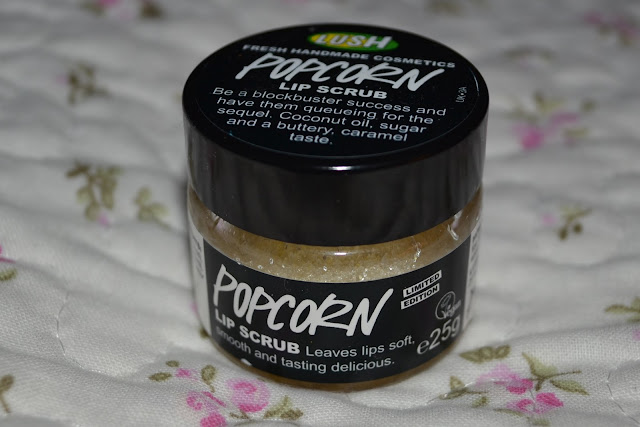 LUSH
FRESH HANDMADE COSMETICS
POPCORN
LIP SCRUB
Be a blockbuster success and
have them queueing for the
sequel. Coconut oil, sugar
and a buttery, caramel
taste.
POPCORN
LIMITED
EDITION
LIP SCRUB Leaves lips soft,
smooth and tasting delicious.
Vegan
e25g